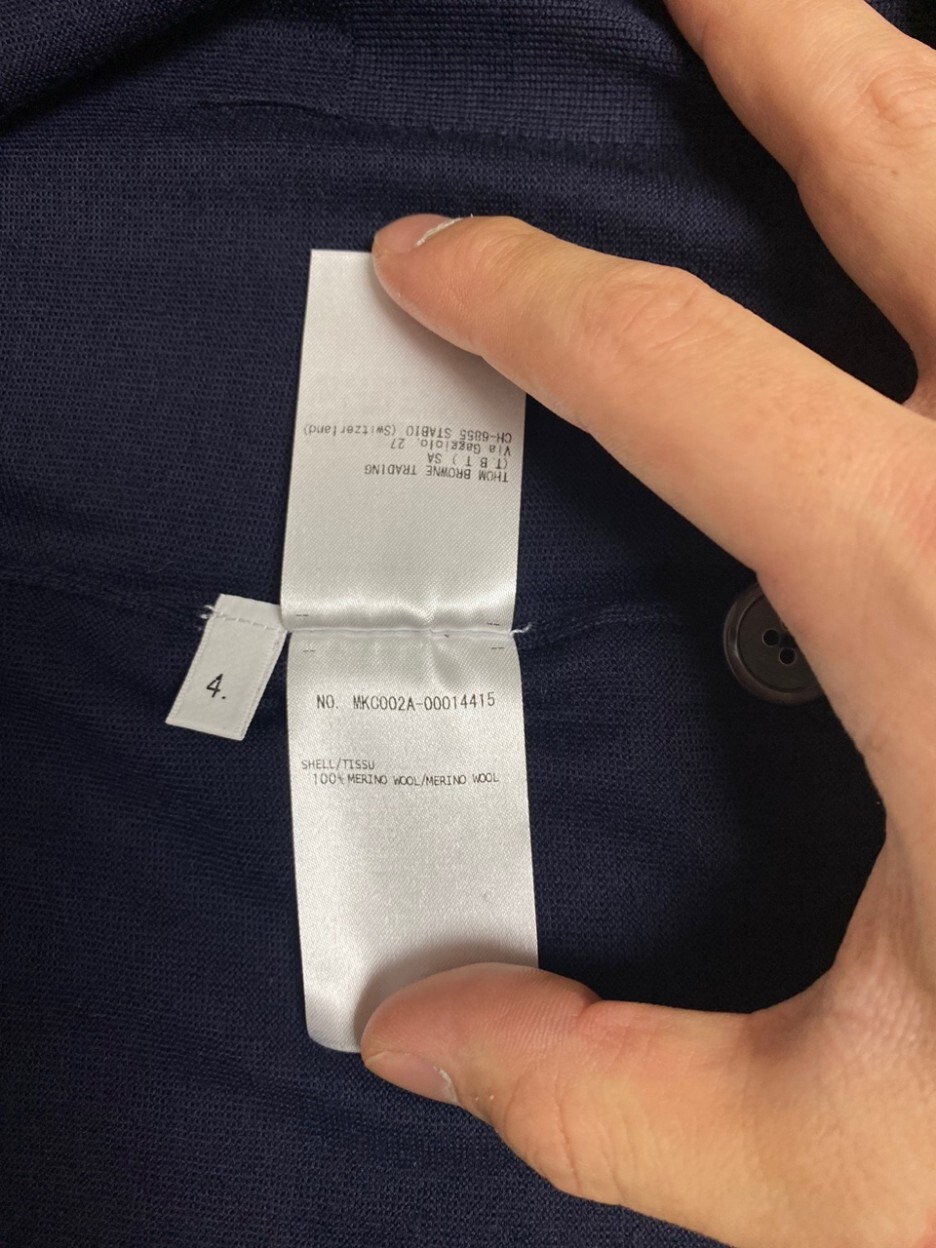 THOM BROWNE TRADING
(T B T ) SA
Via Gaggiolo, 27
CH-6855 STABIO (Switzerland)
4.
NO. MKC002A-00014415
SHELL/TISSU
100% MERINO WOOL/MERINO WOOL